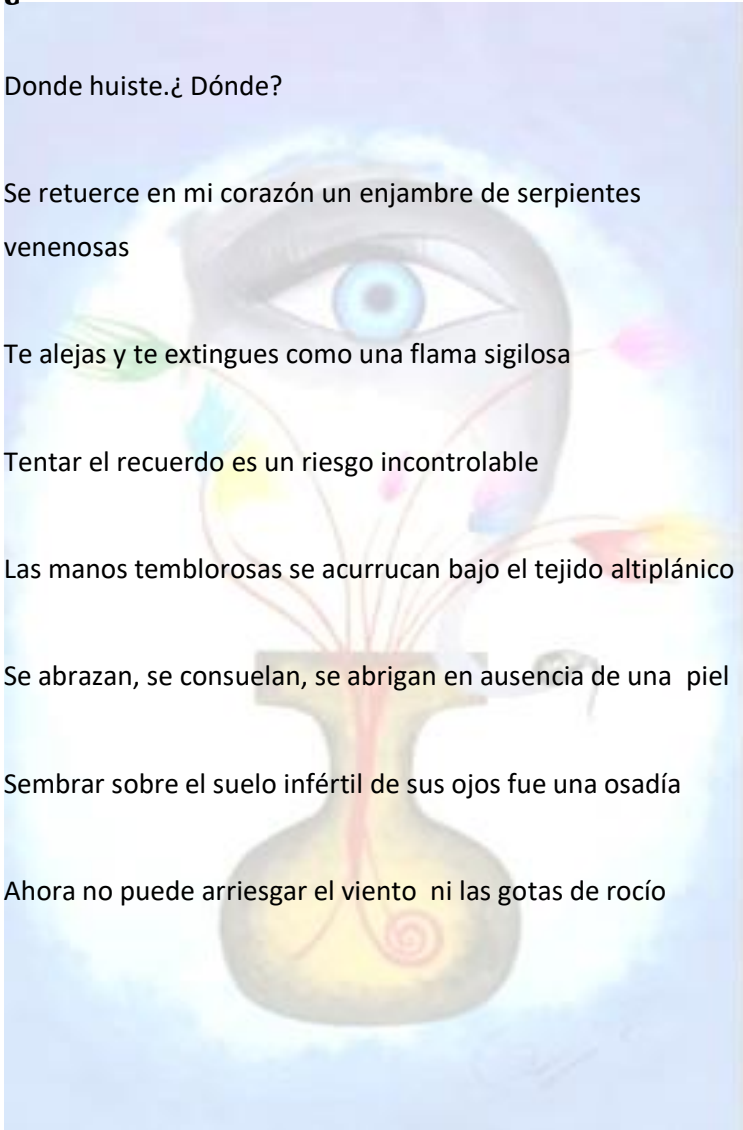 Donde huiste.¿ Dónde?
Se retuerce en mi corazón un enjambre de serpientes
venenosas
Te alejas y te extingues como una flama sigilosa
Tentar el recuerdo es un riesgo incontrolable
Las manos temblorosas se acurrucan bajo el tejido altiplánico
Se abrazan, se consuelan, se abrigan en ausencia de una  piel
Sembrar sobre el suelo infértil de sus ojos fue una osadía
Ahora no puede arriesgar el viento  ni las gotas de rocío